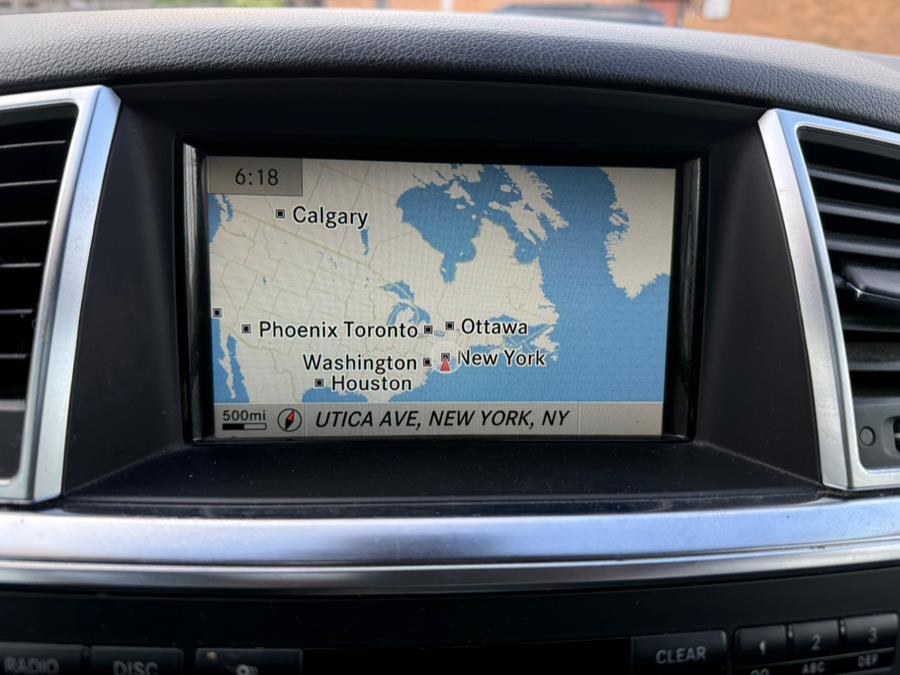 6:18
Calgary
Phoenix Toronto
Ottawa
Washington
New York
Houston
500mi
UTICA AVE, NEW YORK, NY
RADIO
DISC
CLEAR
1
2
3
ABC
DEF